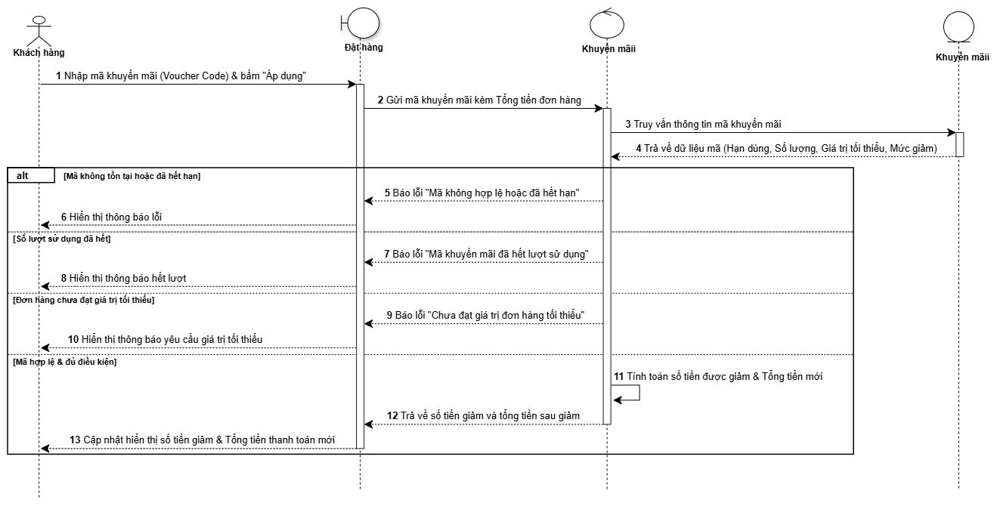 Khách hàng
Đặt hàng
Khuyến mãii
Khuyến mãii
1 Nhập mã khuyến mãi (Voucher Code) & bấm "Áp dụng"
2 Gửi mã khuyến mãi kèm Tổng tiền đơn hàng
3 Truy vấn thông tin mã khuyến mãi
4 Trả về dữ liệu mã (Hạn dùng, Số lượng, Giá trị tối thiểu, Mức giảm)
alt
[Mã không tồn tại hoặc đã hết hạn]
5 Báo lỗi "Mã không hợp lệ hoặc đã hết hạn"
6 Hiển thị thông báo lỗi
[Số lượt sử dụng đã hết]
7 Báo lỗi "Mã khuyến mãi đã hết lượt sử dụng"
8 Hiển thị thông báo hết lượt
[Đơn hàng chưa đạt giá trị tối thiểu]
9 Báo lỗi "Chưa đạt giá trị đơn hàng tối thiểu"
10 Hiển thị thông báo yêu cầu giá trị tối thiểu
[Mã hợp lệ & đủ điều kiện]
11 Tính toán số tiền được giảm & Tổng tiền mới
12 Trả về số tiền giảm và tổng tiền sau giảm
13 Cập nhật hiển thị số tiền giảm & Tổng tiền thanh toán mới